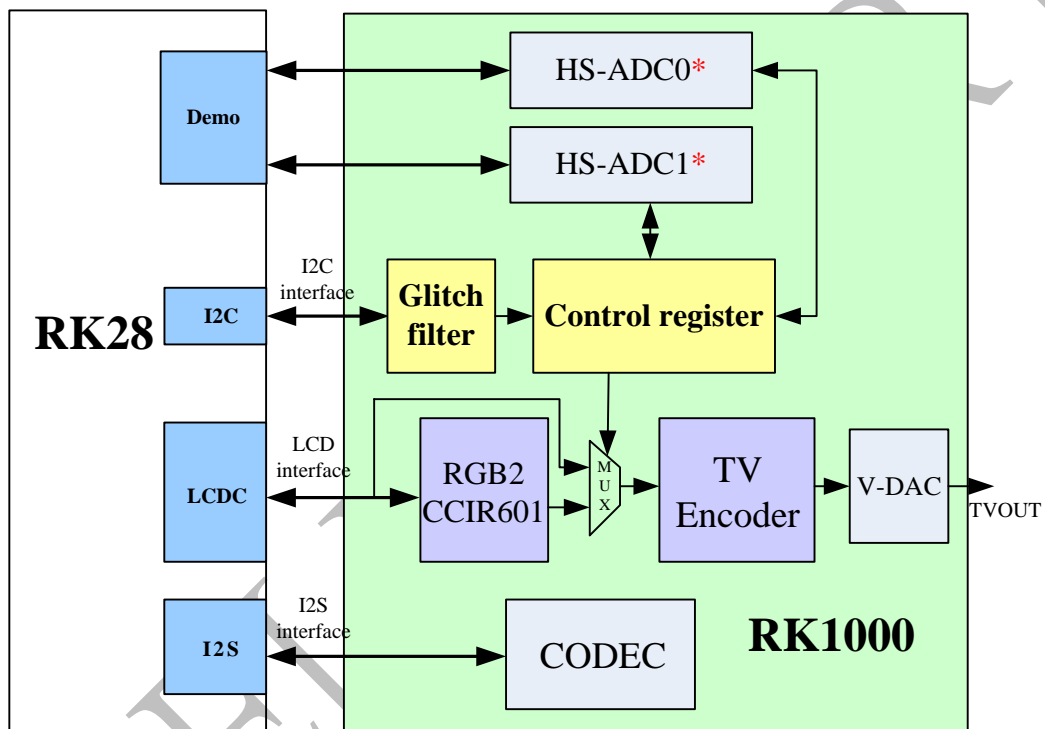 HS-ADC0*
Demo
HS-ADC1*
I2C
interface
Glitch
filter
Control register
I2C
RK28
LCD
interface
LCDC
RGB2
CCIR601
MUX
TV
Encoder
V-DAC
TVOUT
I2S
interface
I2S
CODEC
RK1000